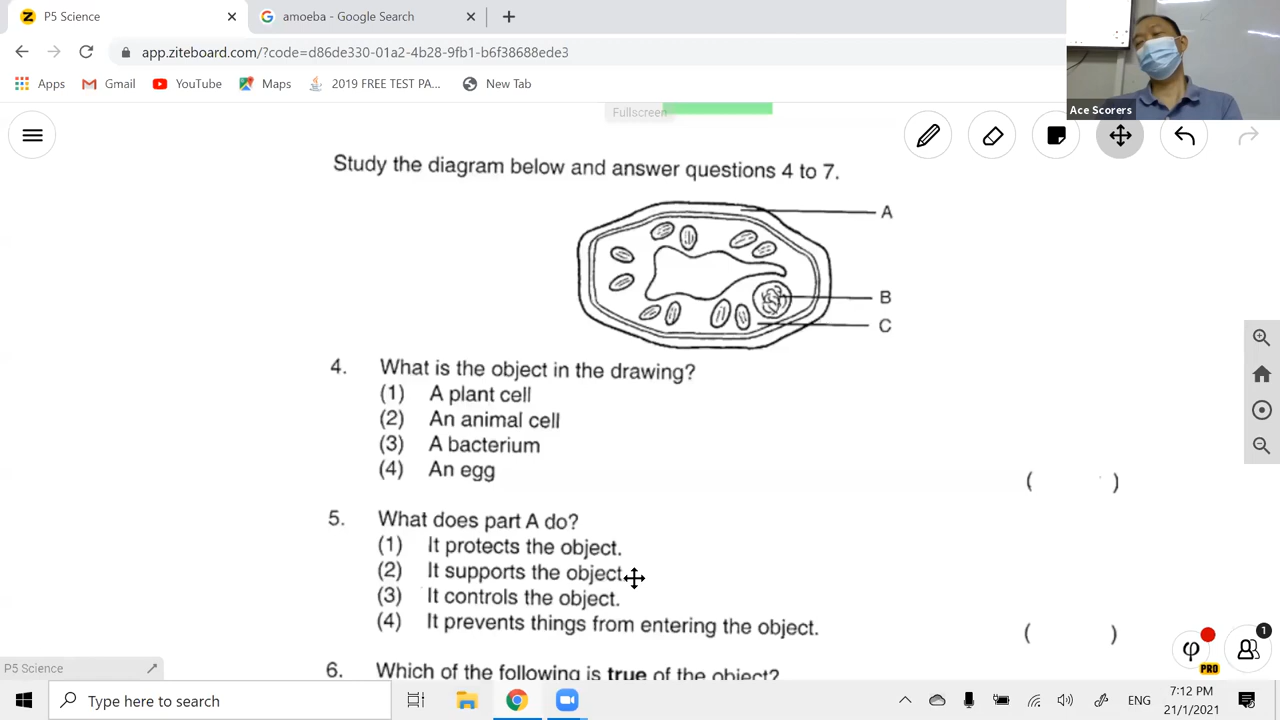 P5 Science
amoeba - Google Search
app.ziteboard.com/?code=d86de330-01a2-4b28-9fb1-b6f38688ede3
Apps
Gmail
YouTube
Maps
2019 FREE TEST PA...
New Tab
Ace Scorers
Fullscreen
Study the diagram below and answer questions 4 to 7.
A
B
C
4. What is the object in the drawing?
(1) A plant cell
(2) An animal cell
(3) A bacterium
(4) An egg
( )
5. What does part A do?
(1) It protects the object.
(2) It supports the object.
(3) It controls the object.
(4) It prevents things from entering the object.
( )
6. Which of the following is true of the object?
P5 Science
PRO
1
Type here to search
ENG
7:12 PM
21/1/2021